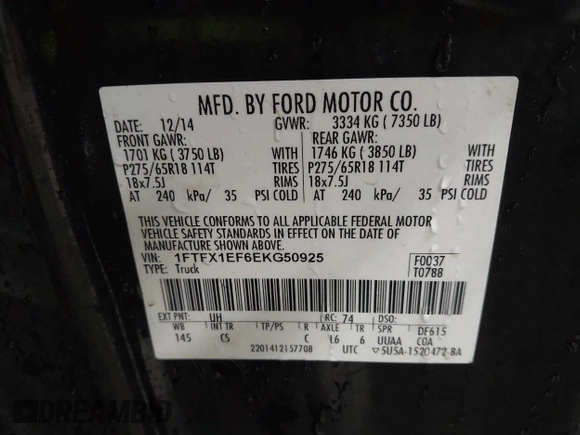 MFD. BY FORD MOTOR CO.
DATE: 12/14 GVWR: 3334 KG ( 7350 LB)
FRONT GAWR: REAR GAWR:
1701 KG ( 3750 LB) WITH 1746 KG ( 3850 LB) WITH
P275/65R18 114T TIRES P275/65R18 114T TIRES
18x7.5J RIMS 18x7.5J RIMS
AT 240 kPa/ 35 PSI COLD AT 240 kPa/ 35 PSI COLD
THIS VEHICLE CONFORMS TO ALL APPLICABLE FEDERAL MOTOR
VEHICLE SAFETY STANDARDS IN EFFECT ON THE DATE OF
MANUFACTURE SHOWN ABOVE.
VIN: 1FTFX1EF6EKG50925 F0037
TYPE: Truck T0788
EXT PNT: UH RC: 74 DSO:
WB INT TR TP/PS R AXLE TR SPR DF615
145 CS C L6 6 UUAA COA
2201412157708 UTC ▽5U5A-1520472-BA
DREAMBID